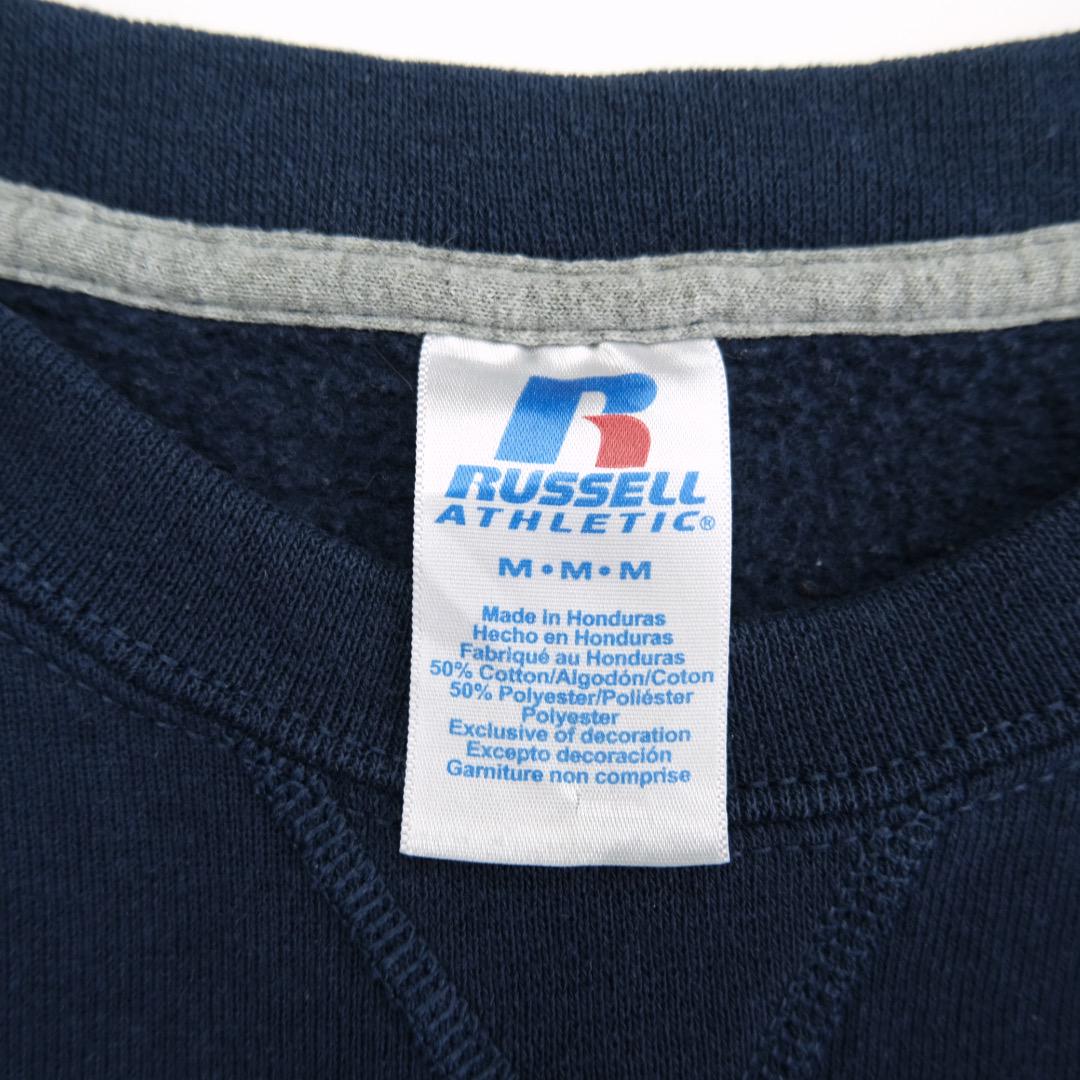 R
RUSSELL
ATHLETIC®
M•M•M
Made in Honduras
Hecho en Honduras
Fabriqué au Honduras
50% Cotton/Algodón/Coton
50% Polyester/Poliéster
Polyester
Exclusive of decoration
Excepto decoración
Garniture non comprise